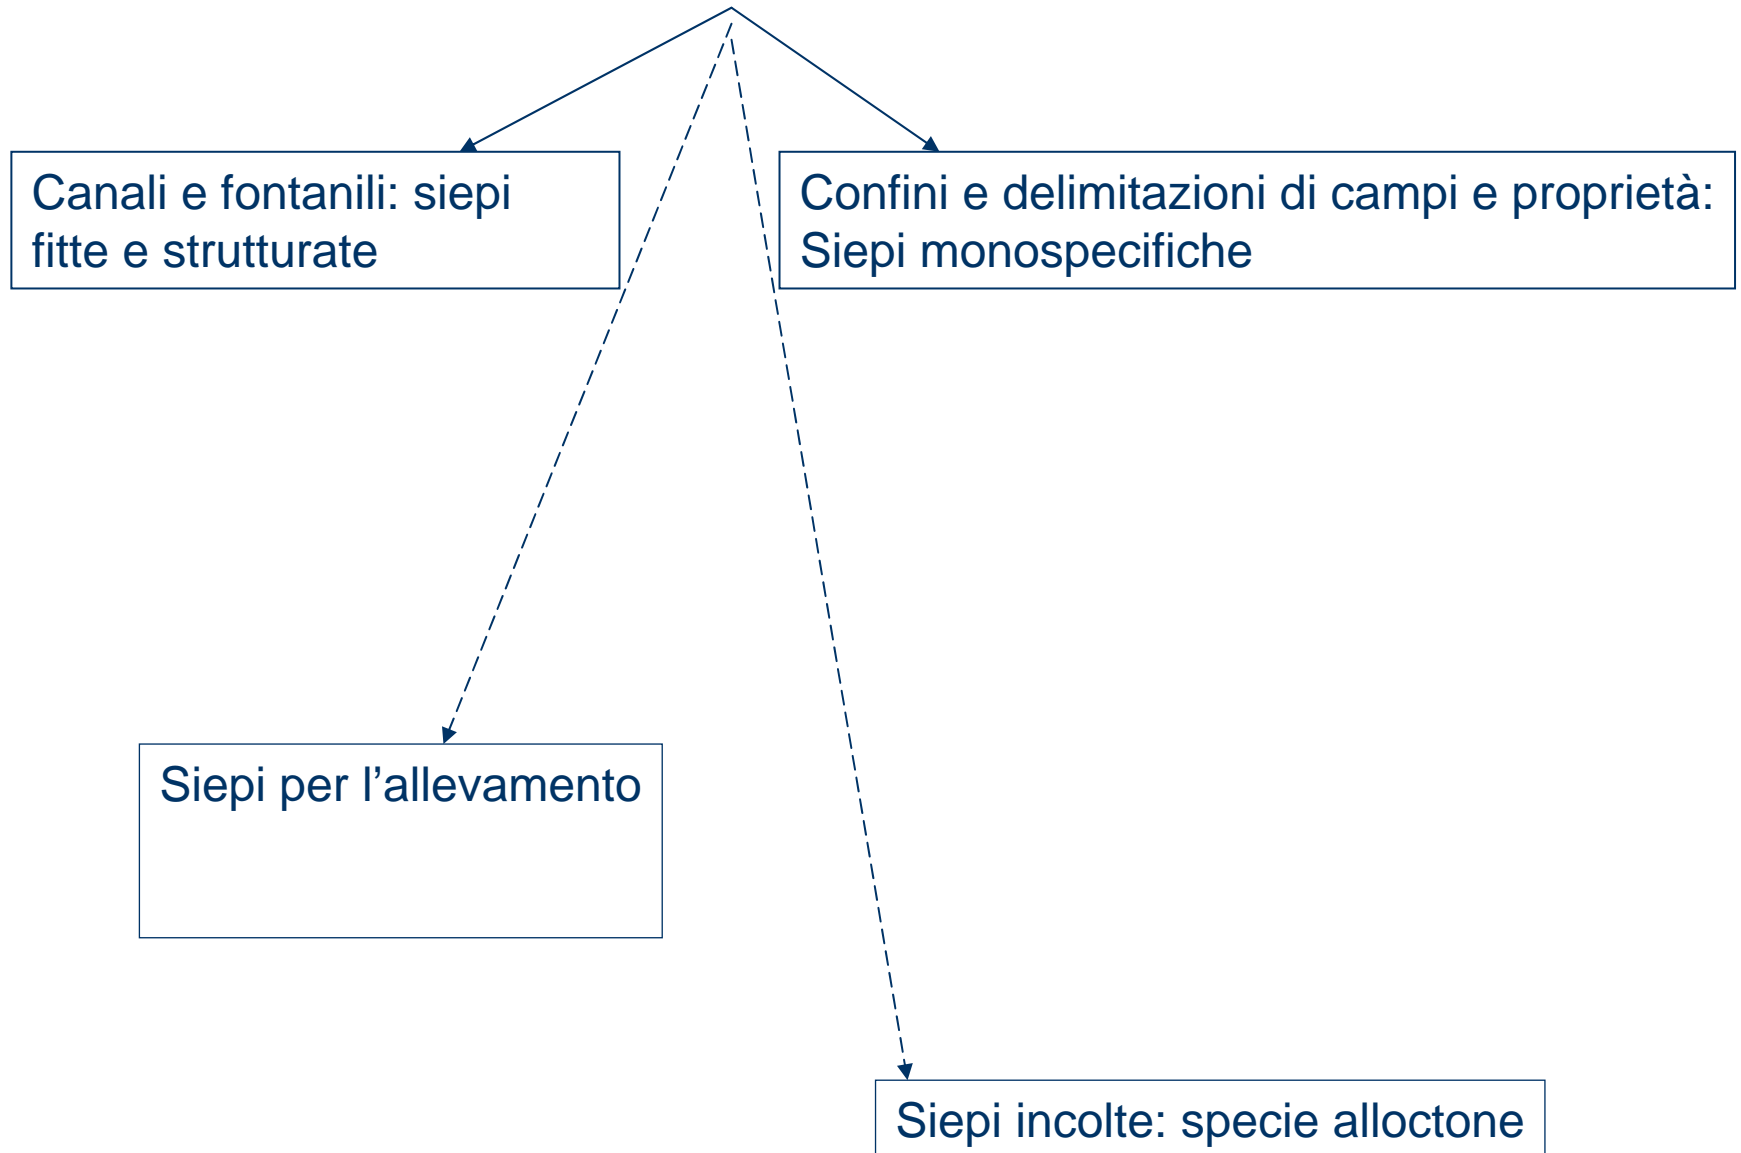 Canali e fontanili: siepi
fitte e strutturate
Confini e delimitazioni di campi e proprietà:
Siepi monospecifiche
Siepi per l’allevamento
Siepi incolte: specie alloctone